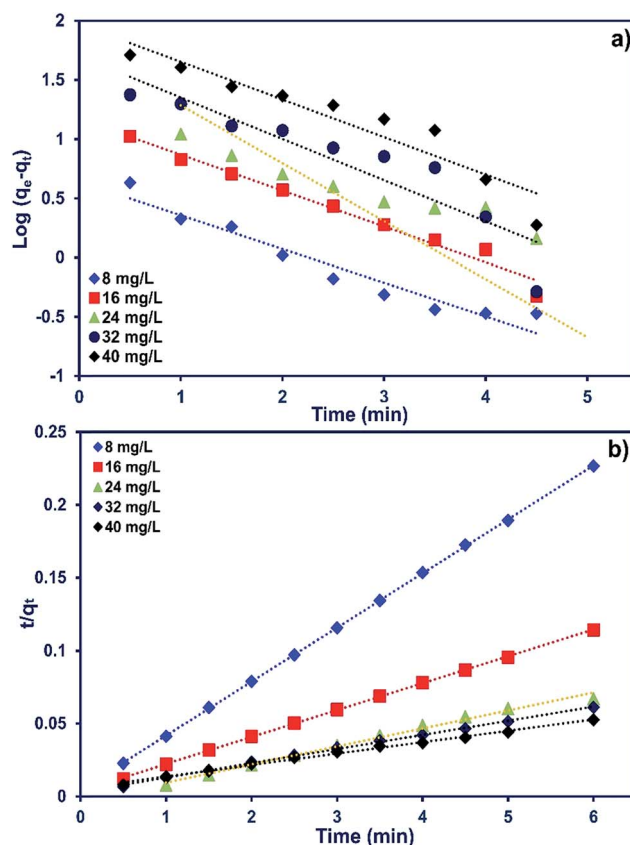 a)
2
1.5
1
0.5
0
-0.5
-1
Log (qe-qt)
8 mg/L
16 mg/L
24 mg/L
32 mg/L
40 mg/L
0 1 2 3 4 5
Time (min)
b)
0.25
0.2
0.15
0.1
0.05
0
t/qt
8 mg/L
16 mg/L
24 mg/L
32 mg/L
40 mg/L
0 1 2 3 4 5 6
Time (min)